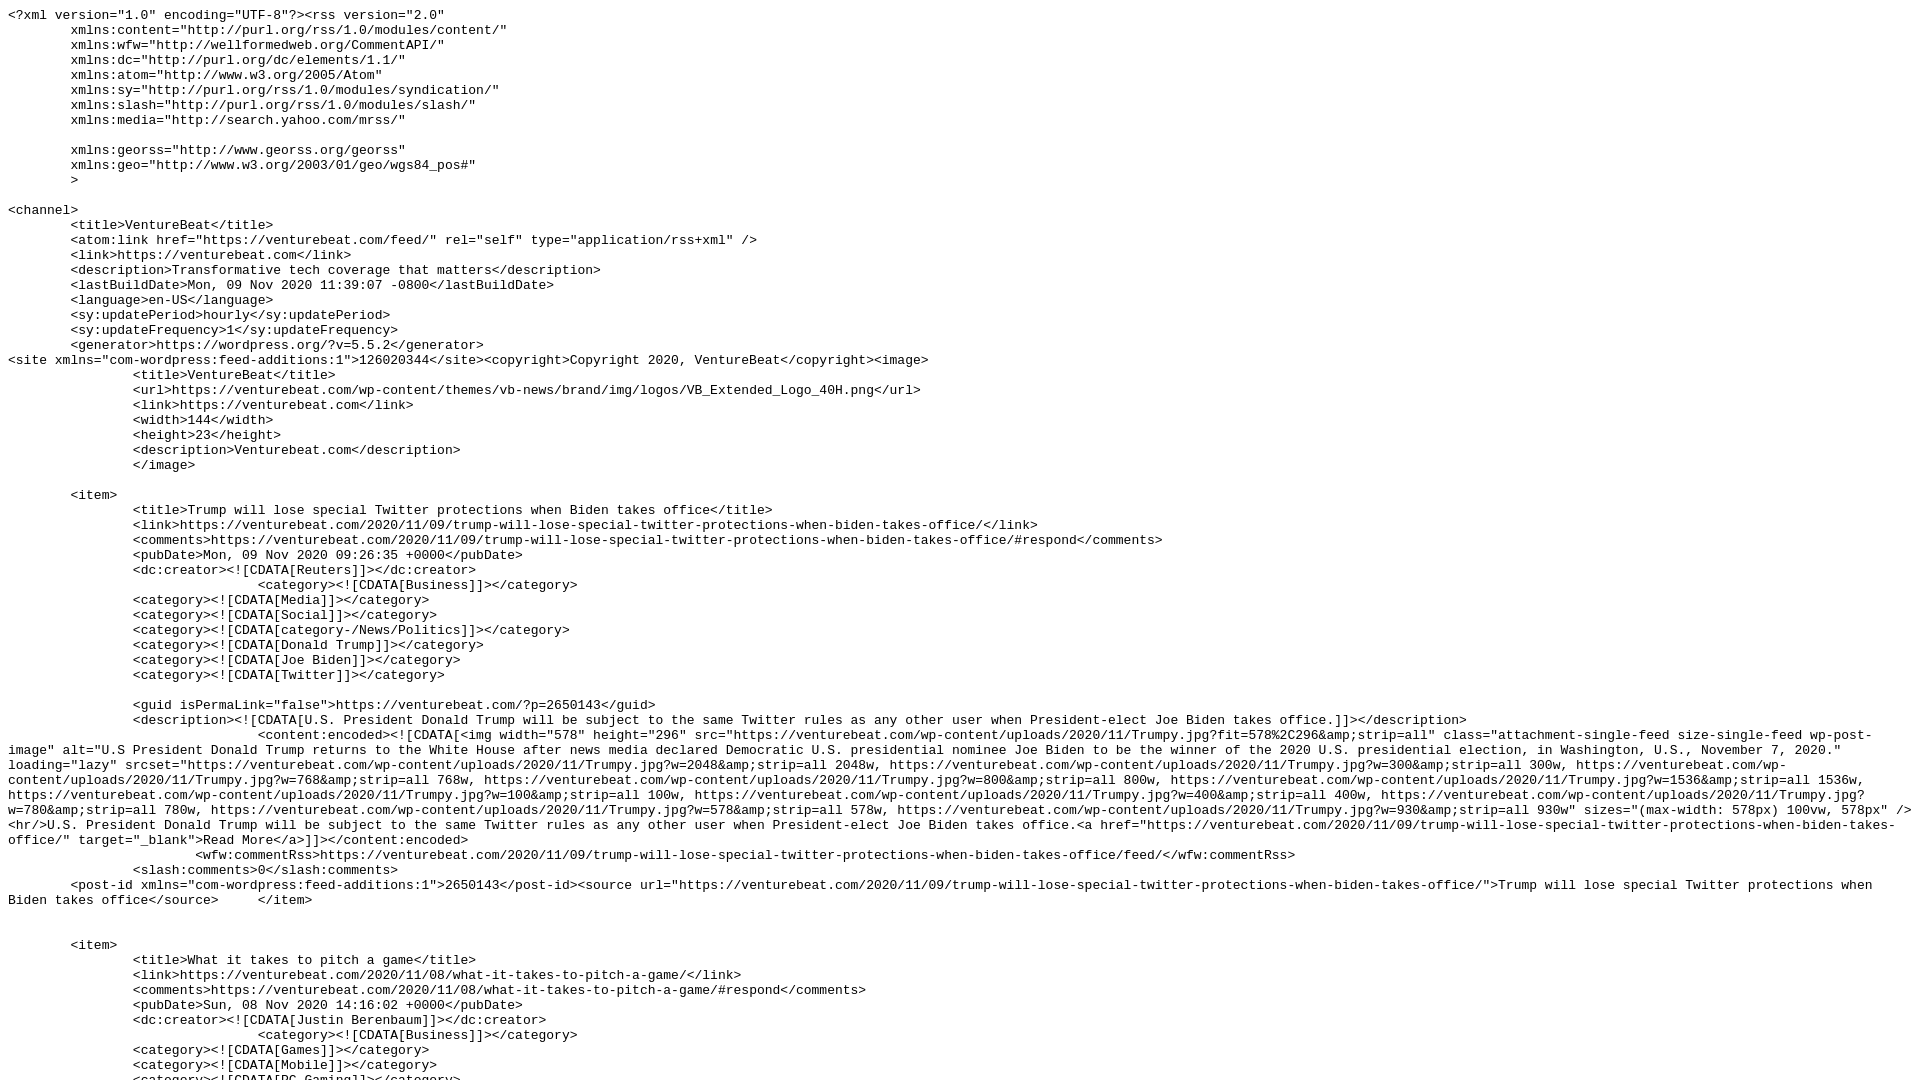 <?xml version="1.0" encoding="UTF-8"?><rss version="2.0"
xmlns:content="http://purl.org/rss/1.0/modules/content/"
xmlns:wfw="http://wellformedweb.org/CommentAPI/"
xmlns:dc="http://purl.org/dc/elements/1.1/"
xmlns:atom="http://www.w3.org/2005/Atom"
xmlns:sy="http://purl.org/rss/1.0/modules/syndication/"
xmlns:slash="http://purl.org/rss/1.0/modules/slash/"
xmlns:media="http://search.yahoo.com/mrss/"
xmlns:georss="http://www.georss.org/georss"
xmlns:geo="http://www.w3.org/2003/01/geo/wgs84_pos#"
>
<channel>
<title>VentureBeat</title>
<atom:link href="https://venturebeat.com/feed/" rel="self" type="application/rss+xml" />
<link>https://venturebeat.com</link>
<description>Transformative tech coverage that matters</description>
<lastBuildDate>Mon, 09 Nov 2020 11:39:07 -0800</lastBuildDate>
<language>en-US</language>
<sy:updatePeriod>hourly</sy:updatePeriod>
<sy:updateFrequency>1</sy:updateFrequency>
<generator>https://wordpress.org/?v=5.5.2</generator>
<site xmlns="com-wordpress:feed-additions:1">126020344</site><copyright>Copyright 2020, VentureBeat</copyright><image>
<title>VentureBeat</title>
<url>https://venturebeat.com/wp-content/themes/vb-news/brand/img/logos/VB_Extended_Logo_40H.png</url>
<link>https://venturebeat.com</link>
<width>144</width>
<height>23</height>
<description>Venturebeat.com</description>
</image>
<item>
<title>Trump will lose special Twitter protections when Biden takes office</title>
<link>https://venturebeat.com/2020/11/09/trump-will-lose-special-twitter-protections-when-biden-takes-office/</link>
<comments>https://venturebeat.com/2020/11/09/trump-will-lose-special-twitter-protections-when-biden-takes-office/#respond</comments>
<pubDate>Mon, 09 Nov 2020 09:26:35 +0000</pubDate>
<dc:creator><![CDATA[Reuters]]></dc:creator>
<category><![CDATA[Business]]></category>
<category><![CDATA[Media]]></category>
<category><![CDATA[Social]]></category>
<category><![CDATA[category-/News/Politics]]></category>
<category><![CDATA[Donald Trump]]></category>
<category><![CDATA[Joe Biden]]></category>
<category><![CDATA[Twitter]]></category>
<guid isPermaLink="false">https://venturebeat.com/?p=2650143</guid>
<description><![CDATA[U.S. President Donald Trump will be subject to the same Twitter rules as any other user when President-elect Joe Biden takes office.]]></description>
<content:encoded><![CDATA[<img width="578" height="296" src="https://venturebeat.com/wp-content/uploads/2020/11/Trumpy.jpg?fit=578%2C296&amp;strip=all" class="attachment-single-feed size-single-feed wp-post-
image" alt="U.S President Donald Trump returns to the White House after news media declared Democratic U.S. presidential nominee Joe Biden to be the winner of the 2020 U.S. presidential election, in Washington, U.S., November 7, 2020."
loading="lazy" srcset="https://venturebeat.com/wp-content/uploads/2020/11/Trumpy.jpg?w=2048&amp;strip=all 2048w, https://venturebeat.com/wp-content/uploads/2020/11/Trumpy.jpg?w=300&amp;strip=all 300w, https://venturebeat.com/wp-
content/uploads/2020/11/Trumpy.jpg?w=768&amp;strip=all 768w, https://venturebeat.com/wp-content/uploads/2020/11/Trumpy.jpg?w=800&amp;strip=all 800w, https://venturebeat.com/wp-content/uploads/2020/11/Trumpy.jpg?w=1536&amp;strip=all 1536w,
https://venturebeat.com/wp-content/uploads/2020/11/Trumpy.jpg?w=100&amp;strip=all 100w, https://venturebeat.com/wp-content/uploads/2020/11/Trumpy.jpg?w=400&amp;strip=all 400w, https://venturebeat.com/wp-content/uploads/2020/11/Trumpy.jpg?
w=780&amp;strip=all 780w, https://venturebeat.com/wp-content/uploads/2020/11/Trumpy.jpg?w=578&amp;strip=all 578w, https://venturebeat.com/wp-content/uploads/2020/11/Trumpy.jpg?w=930&amp;strip=all 930w" sizes="(max-width: 578px) 100vw, 578px" />
<hr/>U.S. President Donald Trump will be subject to the same Twitter rules as any other user when President-elect Joe Biden takes office.<a href="https://venturebeat.com/2020/11/09/trump-will-lose-special-twitter-protections-when-biden-takes-
office/" target="_blank">Read More</a>]]></content:encoded>
<wfw:commentRss>https://venturebeat.com/2020/11/09/trump-will-lose-special-twitter-protections-when-biden-takes-office/feed/</wfw:commentRss>
<slash:comments>0</slash:comments>
<post-id xmlns="com-wordpress:feed-additions:1">2650143</post-id><source url="https://venturebeat.com/2020/11/09/trump-will-lose-special-twitter-protections-when-biden-takes-office/">Trump will lose special Twitter protections when
Biden takes office</source> </item>
<item>
<title>What it takes to pitch a game</title>
<link>https://venturebeat.com/2020/11/08/what-it-takes-to-pitch-a-game/</link>
<comments>https://venturebeat.com/2020/11/08/what-it-takes-to-pitch-a-game/#respond</comments>
<pubDate>Sun, 08 Nov 2020 14:16:02 +0000</pubDate>
<dc:creator><![CDATA[Justin Berenbaum]]></dc:creator>
<category><![CDATA[Business]]></category>
<category><![CDATA[Games]]></category>
<category><![CDATA[Mobile]]></category>
<category><![CDATA[PC Gaming]]></category>